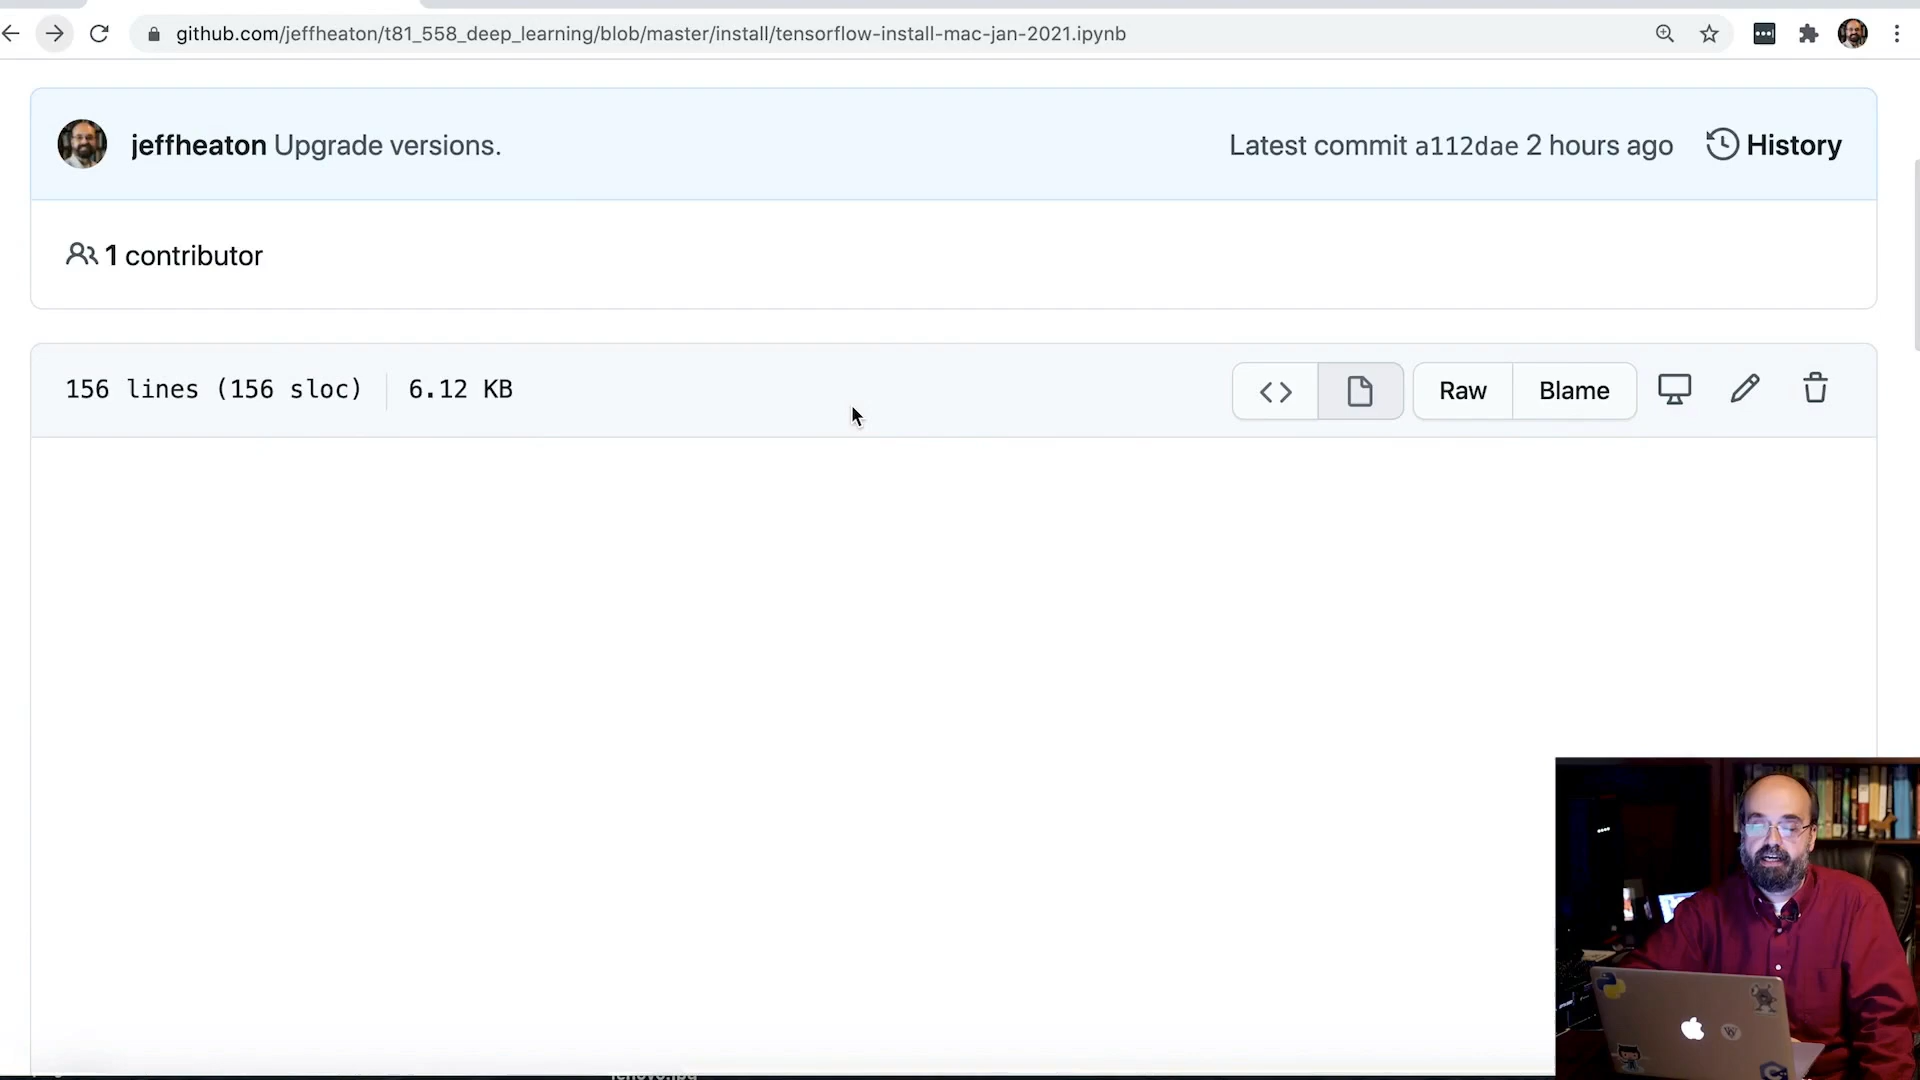 github.com/jeffheaton/t81_558_deep_learning/blob/master/install/tensorflow-install-mac-jan-2021.ipynb
jeffheaton Upgrade versions.
Latest commit a112dae 2 hours ago
History
1 contributor
156 lines (156 sloc)
6.12 KB
Raw
Blame